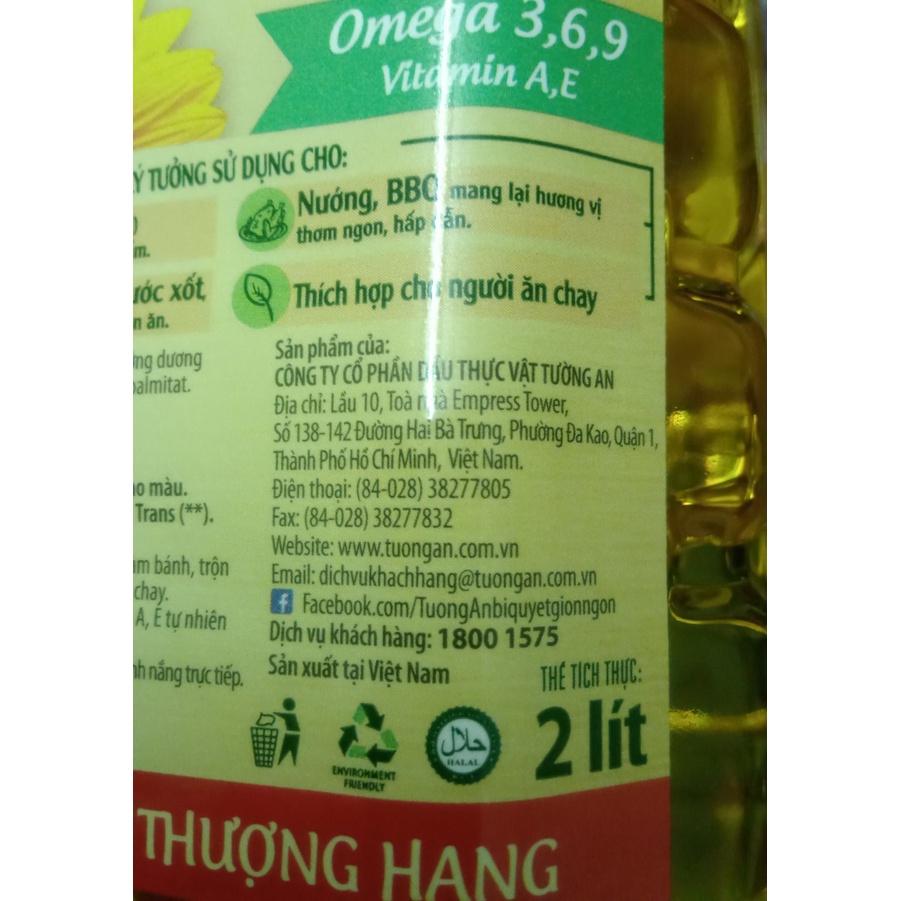 Omega 3,6,9
Vitamin A,E
Ý TƯỞNG SỬ DỤNG CHO:
Nướng, BBQ mang lại hương vị
thơm ngon, hấp dẫn.
m.
ước xốt,
n ăn.
Thích hợp cho người ăn chay
ng dương
palmitat.
Sản phẩm của:
CÔNG TY CỔ PHẦN DẦU THỰC VẬT TƯỜNG AN
Địa chỉ: Lầu 10, Toà nhà Empress Tower,
Số 138-142 Đường Hai Bà Trưng, Phường Đa Kao, Quận 1,
Thành Phố Hồ Chí Minh, Việt Nam.
Điện thoại: (84-028) 38277805
Fax: (84-028) 38277832
Website: www.tuongan.com.vn
Email: dichvukhachhang@tuongan.com.vn
Facebook.com/TuongAnbiquyetgionngon
Dịch vụ khách hàng: 1800 1575
Sản xuất tại Việt Nam
o màu.
Trans (**).
m bánh, trộn
chay.
A, E tự nhiên
nh nắng trực tiếp.
THỂ TÍCH THỰC:
2 lít
ENVIRONMENT
FRIENDLY
حلال
HALAL
THƯỢNG HẠNG